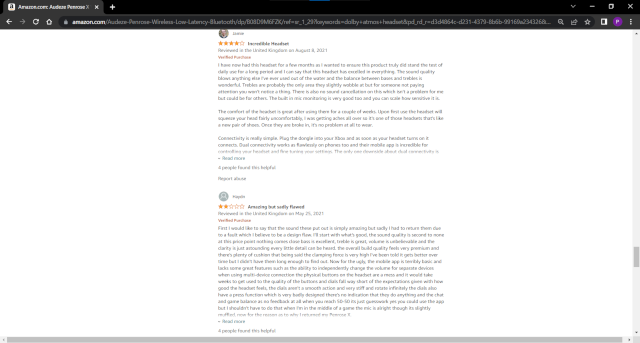 Amazon.com: Audeze Penrose X
amazon.com/Audeze-Penrose-Wireless-Low-Latency-Bluetooth/dp/B08D9M6FZK/ref=sr_1_29?keywords=dolby+atmos+headset&pd_rd_r=
Jamie
Incredible Headset
Reviewed in the United Kingdom on August 8, 2021
Verified Purchase
I have now had this headset for a few months as I wanted to ensure this product truly did stand the test of
daily use for a long period and I can say that this headset has excelled in everything. The sound quality
blows anything else I've ever used out of the water and the balance between bases and trebles is
wonderful. Trebles are probably the only area they slightly wobble at but for someone not paying
attention you won't notice a thing. There is also no sound cancellation on this which isn't a problem for me
but could be for others. The built in mic monitoring is very good too and you can scale how sensitive it is.
The comfort of the headset is great after using them for a couple of weeks. Upon first use the headset will
squeeze your head fairly uncomfortably, I was getting aches all over so it's one of those headsets that's like
a new pair of shoes. Once they are broke in, it's no problem at all to wear.
Connectivity is really simple. Plug the dongle into your Xbox and as soon as your headset turns on it
connects. Dual connectivity works as flawlessly on phones too and their mobile app is incredible for
controlling your headset and fine tuning your settings. The only one downside about dual connectivity is
Read more
4 people found this helpful
Report abuse
Amazing but sadly flawed
Reviewed in the United Kingdom on May 25, 2021
Verified Purchase
First I would like to say that the sound these put out is simply amazing but sadly I had to return them due
to a fault which I believe to be a design flaw. I'll start with what's good, the sound quality is second to none
at this price point nothing comes close bass is excellent, treble is great, volume is unbelievable and the
clarity is just astounding every little detail can be heard, the overall build quality feels very premium and
there's plenty of cushion that being said the clamping force is very high I've been told it gets better over
time but I didn't have them long enough to find out. Now for the ugly, the mobile app is terribly basic and
lacks some great features such as the ability to independently change the volume for separate devices
when using multi-device connection the physical buttons on the headset are a mess and it would take
weeks to get used to the quality of the buttons and dials fall way short of the expectations given with how
good the headset feels, the dials aren't a smooth action and very stiff and rotate infinitely the dials also
have a press function which is very badly designed there's no indication that they do anything and the chat
and game balance as no feedback at all when you reach 50-50 its just guesswork yes you could use the app
but I shouldn't have to do that when I'm in the middle of a game the mic is alright though its slightly
muffled, now for the reason as to why I returned my Penrose X
Read more
4 people found this helpful